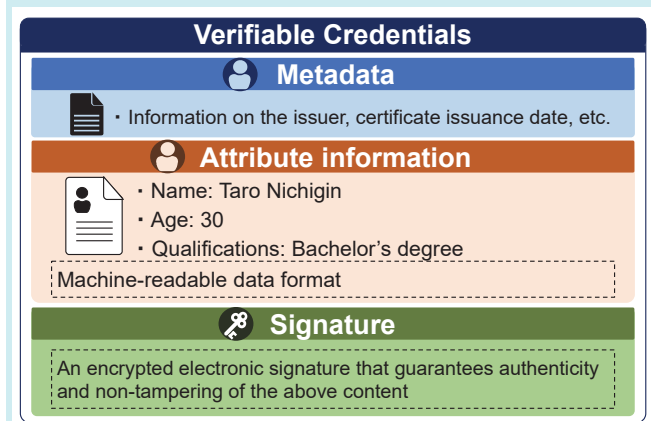 Verifiable Credentials
Metadata
・Information on the issuer, certificate issuance date, etc.
Attribute information
・Name: Taro Nichigin
・Age: 30
・Qualifications: Bachelor’s degree
Machine-readable data format
Signature
An encrypted electronic signature that guarantees authenticity
and non-tampering of the above content